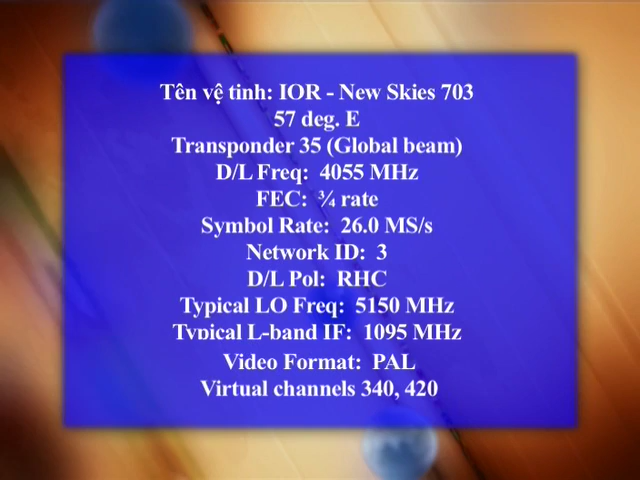 Tên vệ tinh: IOR - New Skies 703
57 deg. E
Transponder 35 (Global beam)
D/L Freq: 4055 MHz
FEC: ¾ rate
Symbol Rate: 26.0 MS/s
Network ID: 3
D/L Pol: RHC
Typical LO Freq: 5150 MHz
Typical L-band IF: 1095 MHz
Video Format: PAL
Virtual channels 340, 420